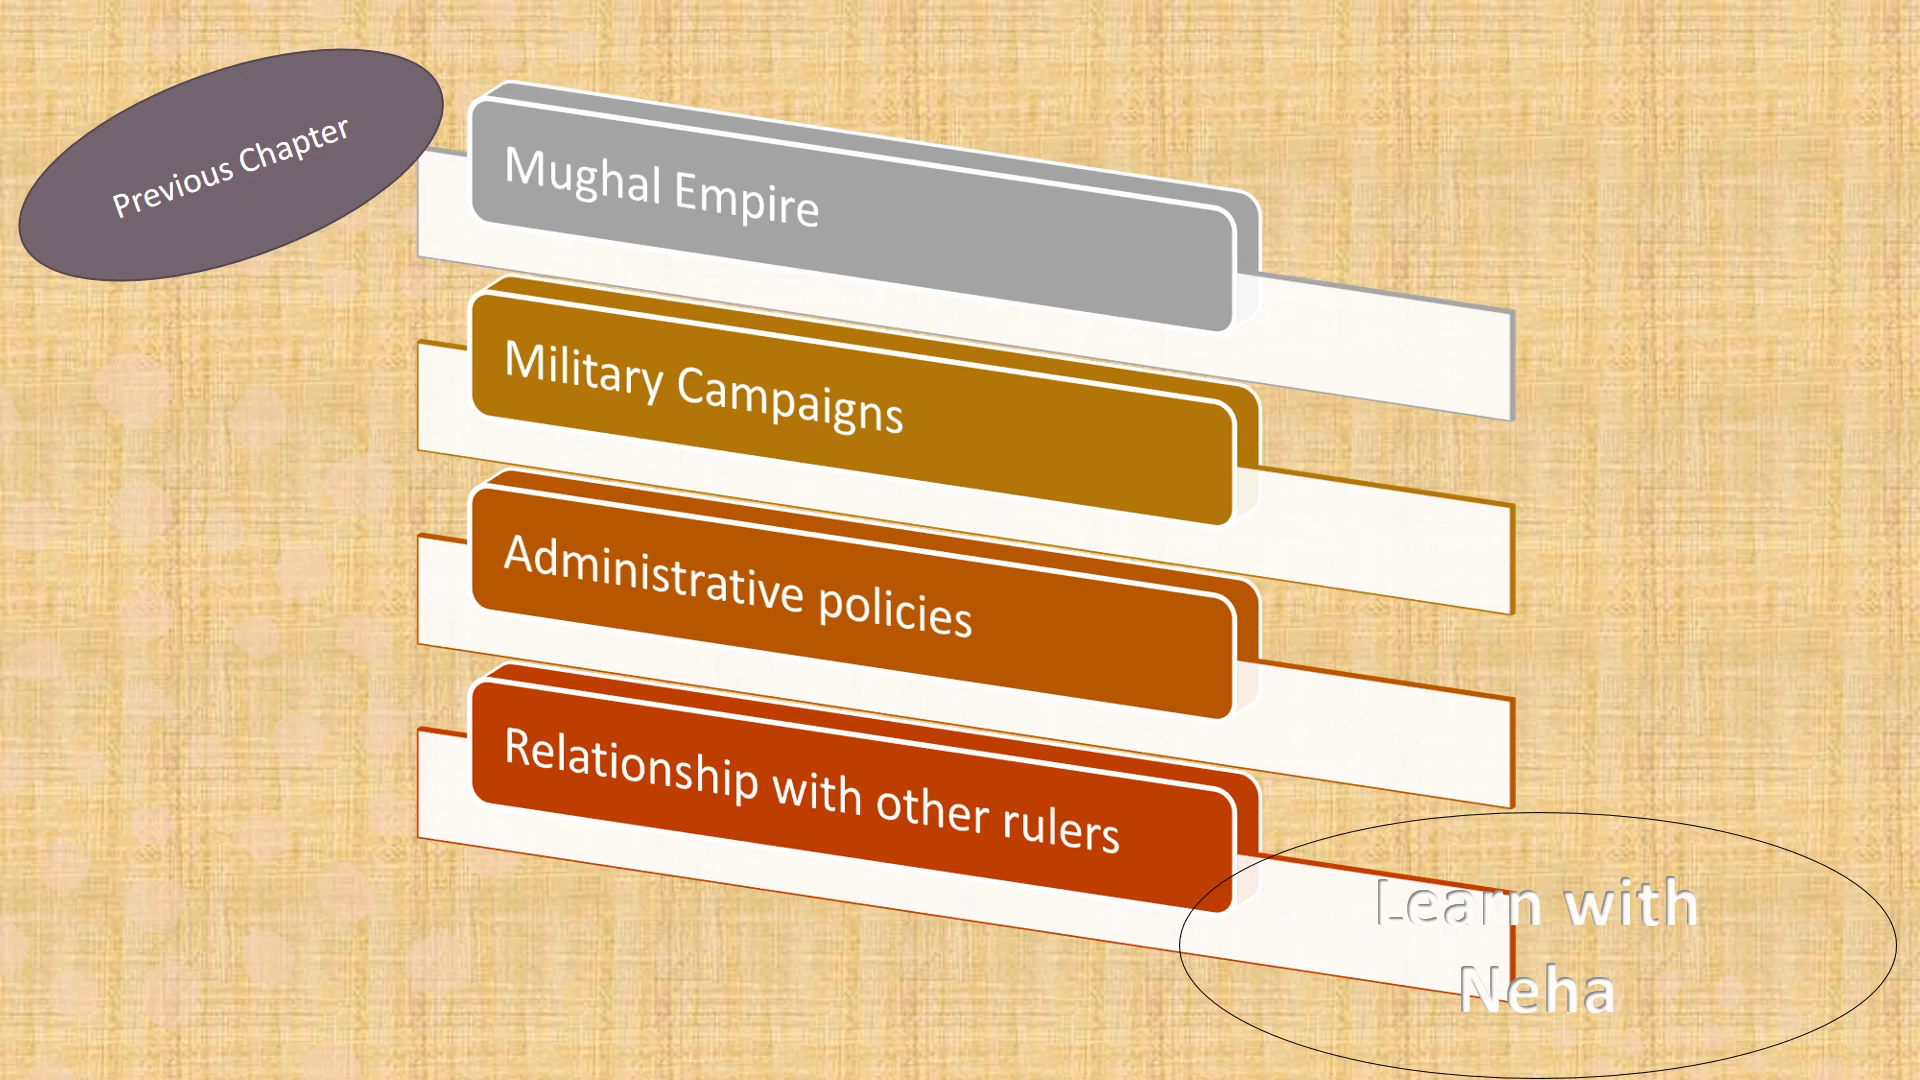 Previous Chapter
Mughal Empire
Military Campaigns
Administrative policies
Relationship with other rulers
Learn with
Neha